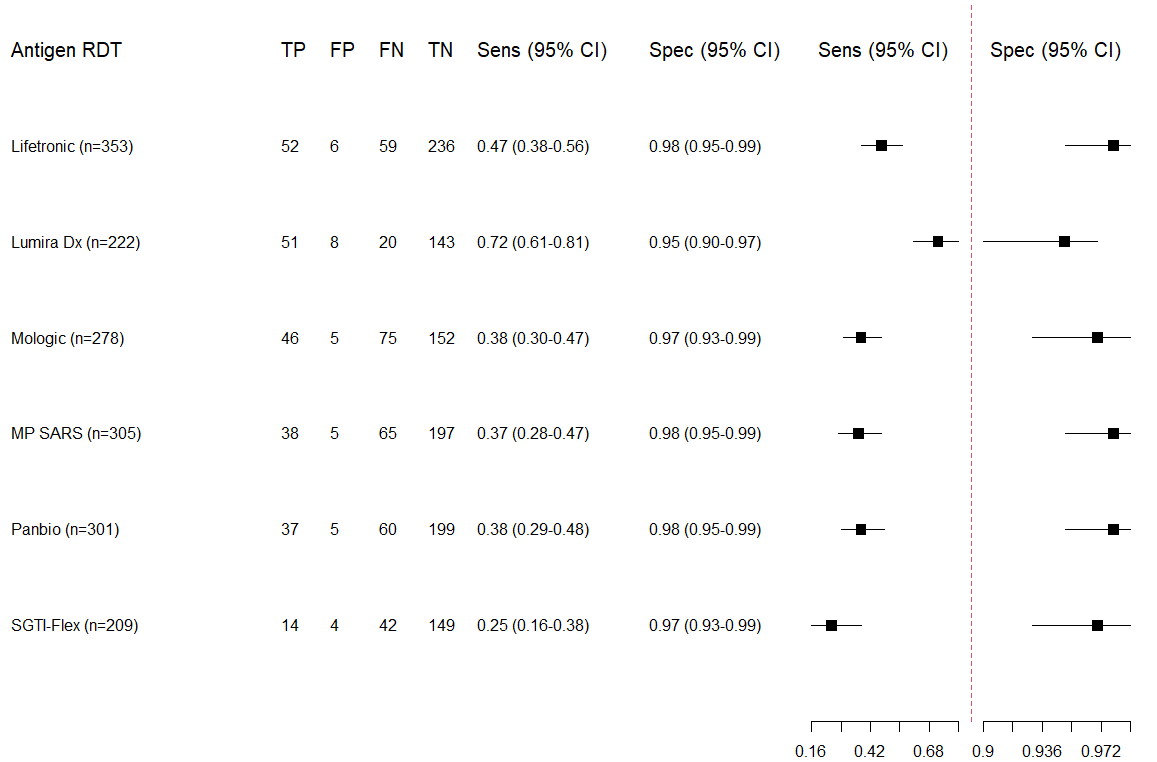 Antigen RDT TP FP FN TN Sens (95% CI) Spec (95% CI) Sens (95% CI) Spec (95% CI)
Lifetronic (n=353) 52 6 59 236 0.47 (0.38-0.56) 0.98 (0.95-0.99)
Lumira Dx (n=222) 51 8 20 143 0.72 (0.61-0.81) 0.95 (0.90-0.97)
Mologic (n=278) 46 5 75 152 0.38 (0.30-0.47) 0.97 (0.93-0.99)
MP SARS (n=305) 38 5 65 197 0.37 (0.28-0.47) 0.98 (0.95-0.99)
Panbio (n=301) 37 5 60 199 0.38 (0.29-0.48) 0.98 (0.95-0.99)
SGTI-Flex (n=209) 14 4 42 149 0.25 (0.16-0.38) 0.97 (0.93-0.99)
0.16 0.42 0.68 0.9 0.936 0.972